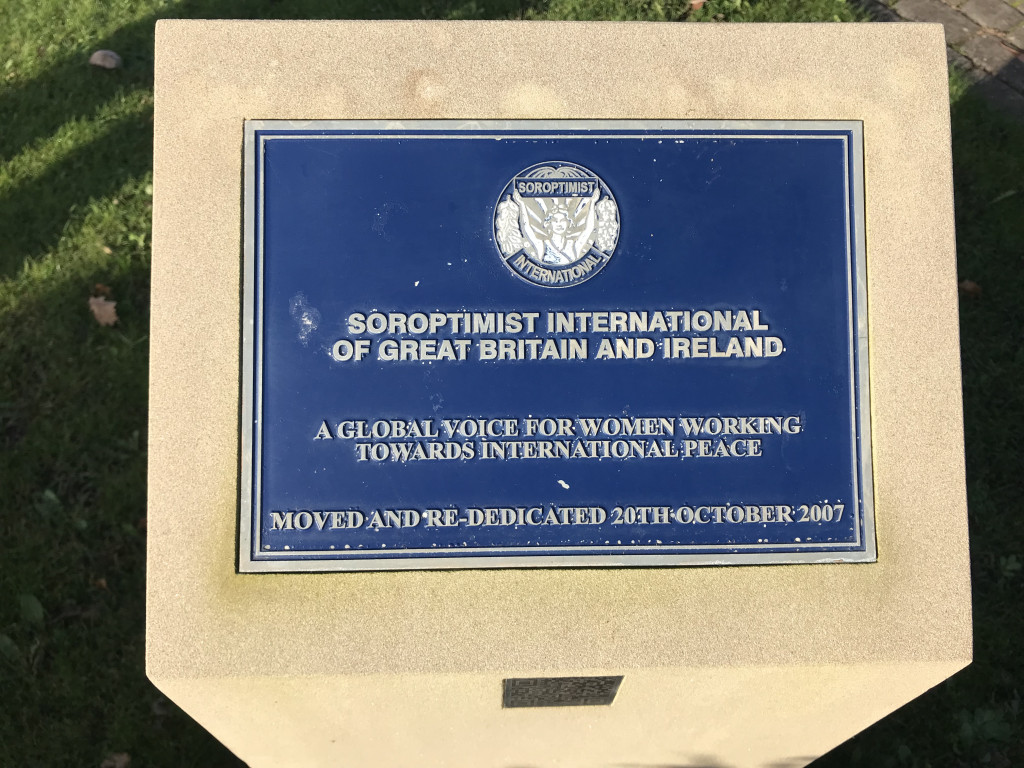 SOROPTIMIST
INTERNATIONAL
SOROPTIMIST INTERNATIONAL
OF GREAT BRITAIN AND IRELAND
A GLOBAL VOICE FOR WOMEN WORKING
TOWARDS INTERNATIONAL PEACE
MOVED AND RE-DEDICATED 20TH OCTOBER 2007